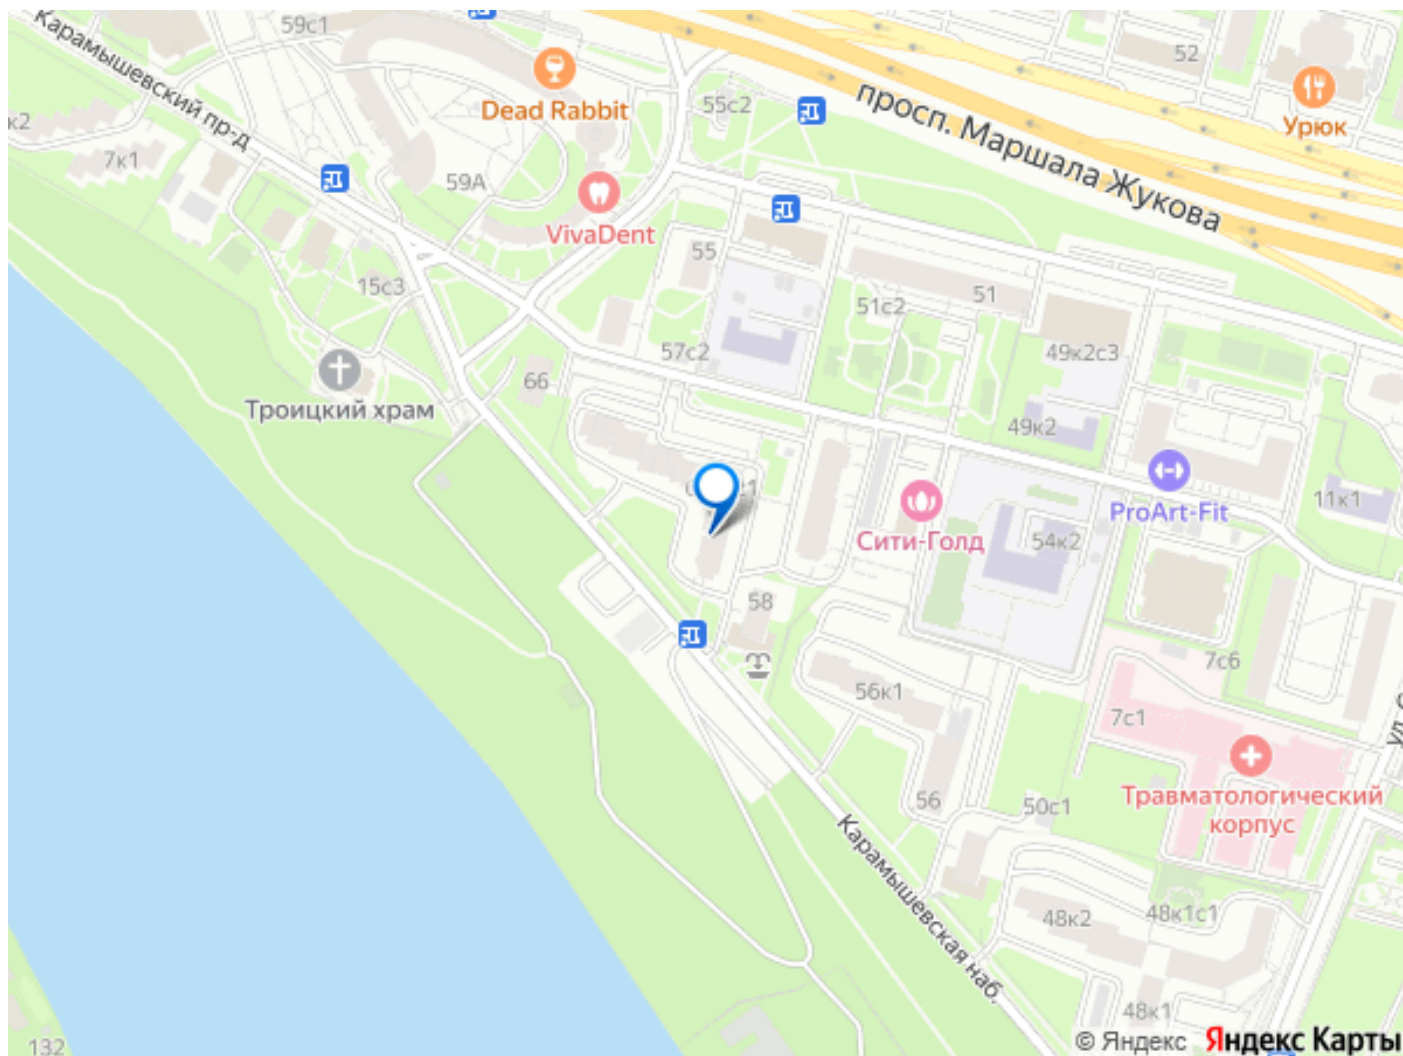 59с1
52
Карамышевский пр-д
Dead Rabbit
55с2
просп. Маршала Жукова
Урюк
к2
7к1
59А
VivaDent
55
15с3
51с2
51
57с2
49к2с3
66
Троицкий храм
49к2
ProArt-Fit
11к1
Сити-Голд
54к2
58
7с6
56к1
7с1
Травматологический
корпус
56
50с1
Карамышевская наб.
48к2
48к1с1
48к1
132
© Яндекс
Яндекс Карты